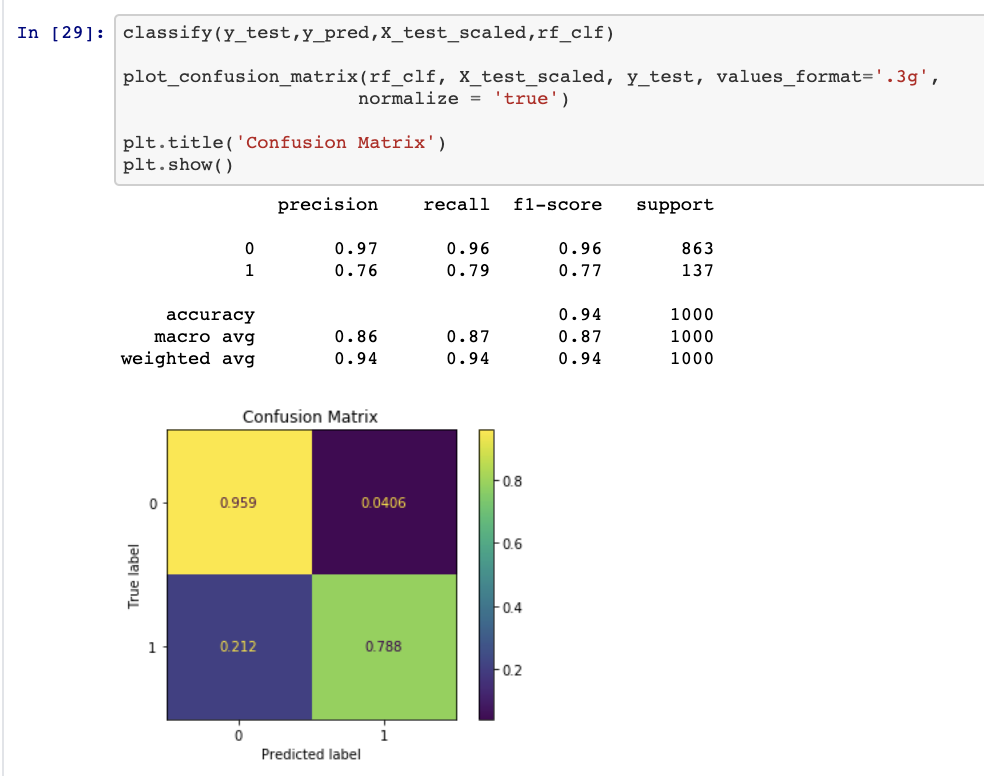 In [29]: classify(y_test,y_pred,X_test_scaled,rf_clf)
plot_confusion_matrix(rf_clf, X_test_scaled, y_test, values_format='.3g',
normalize = 'true')
plt.title('Confusion Matrix')
plt.show()
precision recall f1-score support
0 0.97 0.96 0.96 863
1 0.76 0.79 0.77 137
accuracy 0.94 1000
macro avg 0.86 0.87 0.87 1000
weighted avg 0.94 0.94 0.94 1000
Confusion Matrix
0.8
0 0.959 0.0406
0.6
True label
0.4
1 0.212 0.788
0.2
0 1
Predicted label